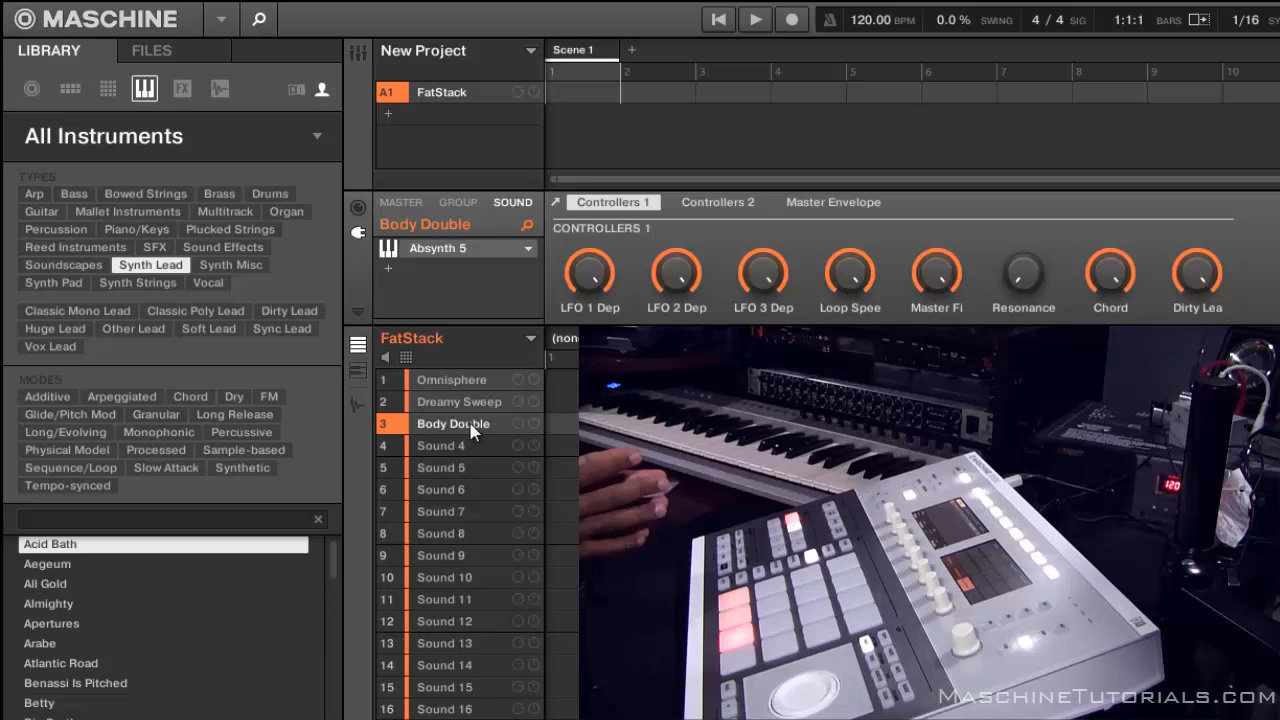 MASCHINE
120.00 BPM 0.0 % SWING 4 / 4 SIG 1:1:1 BARS 1/16
LIBRARY FILES
All Instruments
TYPES
Arp Bass Bowed Strings Brass Drums
Guitar Mallet Instruments Multitrack Organ
Percussion Piano/Keys Plucked Strings
Reed Instruments SFX Sound Effects
Soundscapes Synth Lead Synth Misc
Synth Pad Synth Strings Vocal
Classic Mono Lead Classic Poly Lead Dirty Lead
Huge Lead Other Lead Soft Lead Sync Lead
Vox Lead
MODES
Additive Arpeggiated Chord Dry FM
Glide/Pitch Mod Granular Long Release
Long/Evolving Monophonic Percussive
Physical Model Processed Sample-based
Sequence/Loop Slow Attack Synthetic
Tempo-synced
Acid Bath
Aegeum
All Gold
Almighty
Apertures
Arabe
Atlantic Road
Benassi Is Pitched
Betty
New Project
A1 FatStack
+
Scene 1 +
1 2 3 4 5 6 7 8 9 10
MASTER GROUP SOUND
Body Double
Absynth 5
+
Controllers 1 Controllers 2 Master Envelope
CONTROLLERS 1
LFO 1 Dep LFO 2 Dep LFO 3 Dep Loop Spee Master Fi Resonance Chord Dirty Lea
FatStack
(non
1
1 Omnisphere
2 Dreamy Sweep
3 Body Double
4 Sound 4
5 Sound 5
6 Sound 6
7 Sound 7
8 Sound 8
9 Sound 9
10 Sound 10
11 Sound 11
12 Sound 12
13 Sound 13
14 Sound 14
15 Sound 15
16 Sound 16
MASCHINE
120
MASCHINETUTORIALS.COM